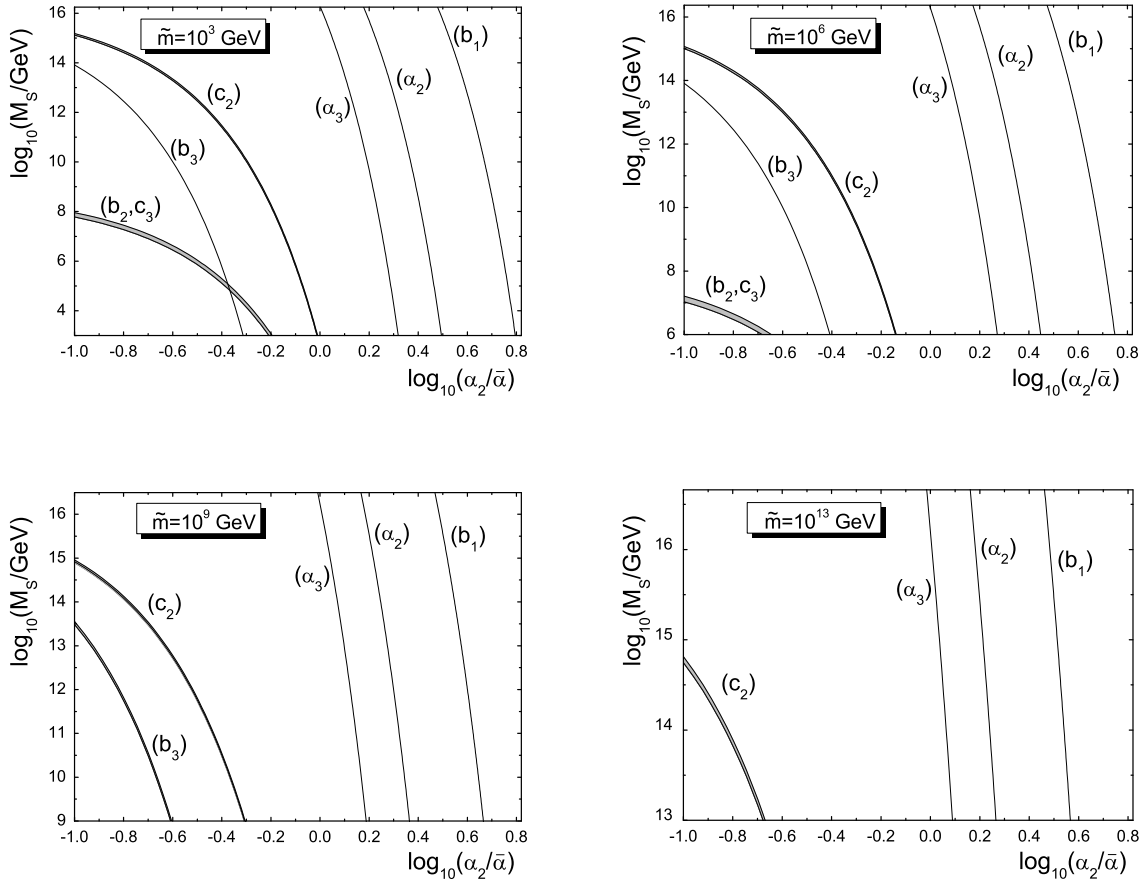 m̃=10³ GeV
log₁₀(M_S/GeV)
16
14
12
10
8
6
4
(c₂)
(b₃)
(b₂,c₃)
(α₃)
(α₂)
(b₁)
-1.0 -0.8 -0.6 -0.4 -0.2 0.0 0.2 0.4 0.6 0.8
log₁₀(α₂/ᾱ)
m̃=10⁶ GeV
log₁₀(M_S/GeV)
16
14
12
10
8
6
(b₃)
(c₂)
(b₂,c₃)
(α₃)
(α₂)
(b₁)
-1.0 -0.8 -0.6 -0.4 -0.2 0.0 0.2 0.4 0.6 0.8
log₁₀(α₂/ᾱ)
m̃=10⁹ GeV
log₁₀(M_S/GeV)
16
15
14
13
12
11
10
9
(c₂)
(b₃)
(α₃)
(α₂)
(b₁)
-1.0 -0.8 -0.6 -0.4 -0.2 0.0 0.2 0.4 0.6 0.8
log₁₀(α₂/ᾱ)
m̃=10¹³ GeV
log₁₀(M_S/GeV)
16
15
14
13
(c₂)
(α₃)
(α₂)
(b₁)
-1.0 -0.8 -0.6 -0.4 -0.2 0.0 0.2 0.4 0.6 0.8
log₁₀(α₂/ᾱ)